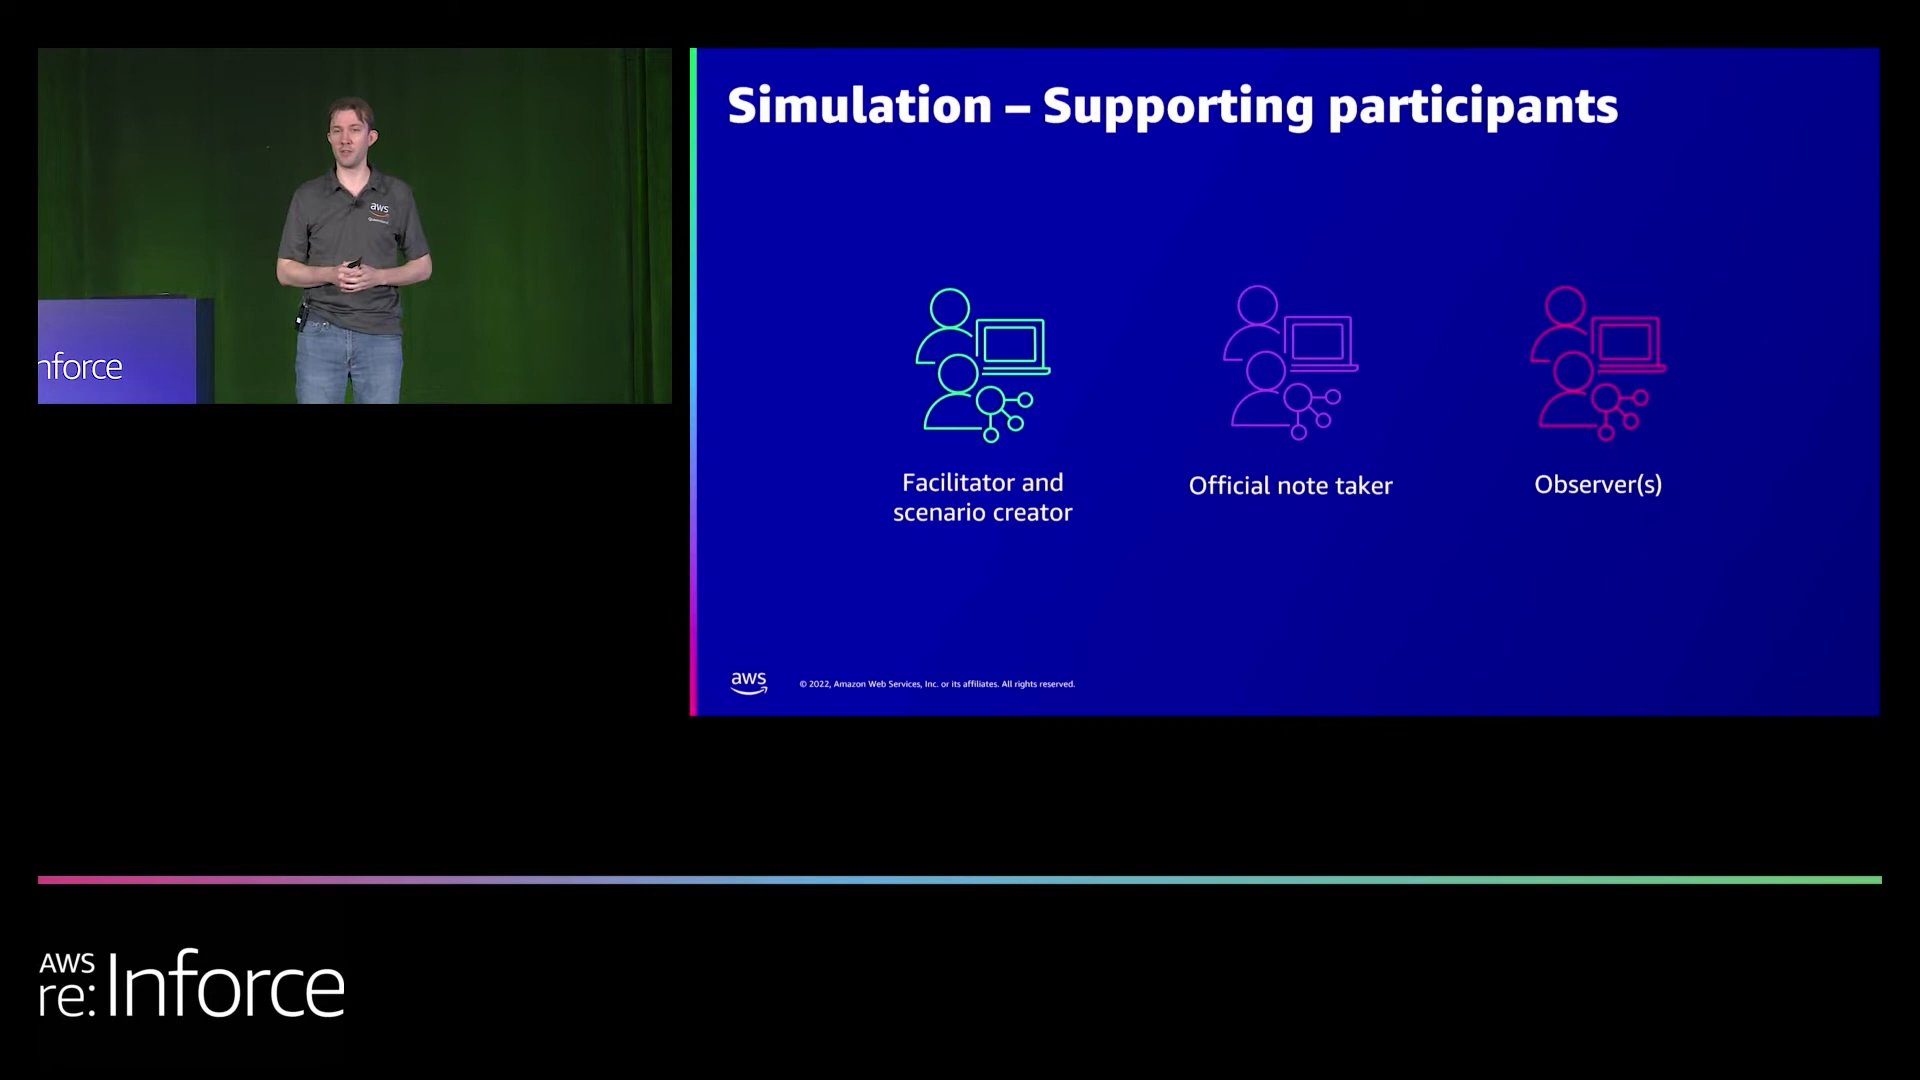 Simulation – Supporting participants
aws
nforce
Facilitator and
scenario creator
Official note taker
Observer(s)
aws
© 2022, Amazon Web Services, Inc. or its affiliates. All rights reserved.
AWS
re:Inforce